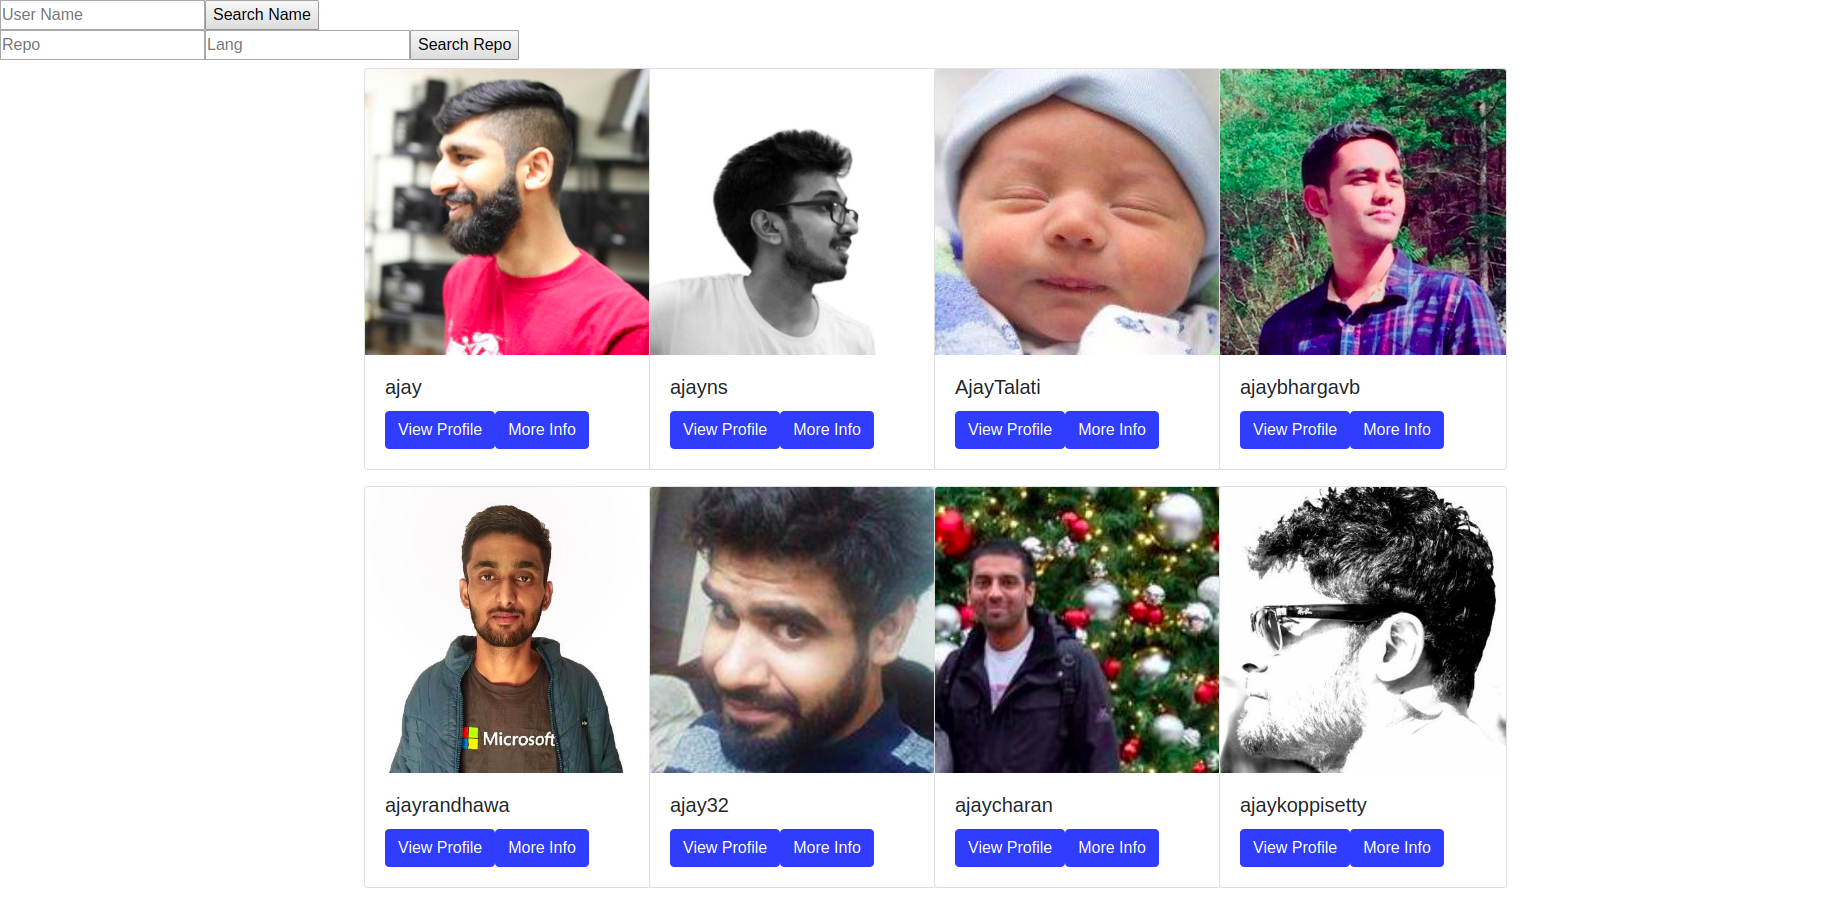 User Name Search Name
Repo Lang Search Repo
ajay ajayns AjayTalati ajaybhargavb
View Profile More Info View Profile More Info View Profile More Info View Profile More Info
Microsoft
ajayrandhawa ajay32 ajaycharan ajaykoppisetty
View Profile More Info View Profile More Info View Profile More Info View Profile More Info